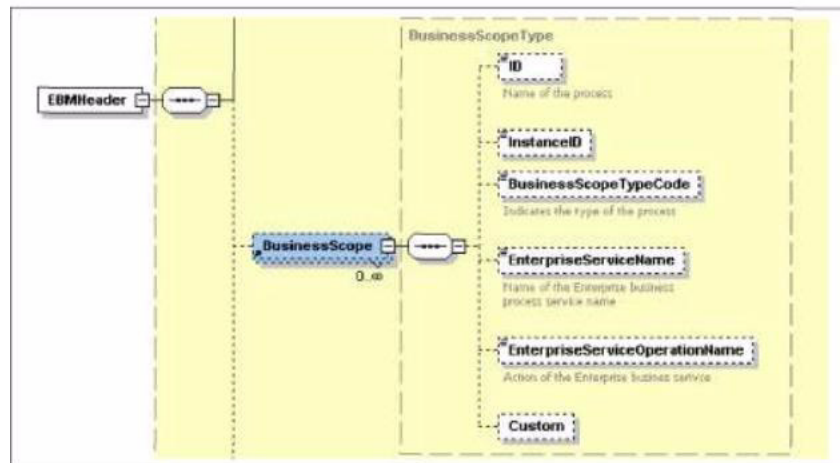 BusinessScopeType
ID
Name of the process
EBMHeader
InstanceID
BusinessScopeTypeCode
Indicates the type of the process
BusinessScope
0..∞
EnterpriseServiceName
Name of the Enterprise business
process service name
EnterpriseServiceOperationName
Action of the Enterprise busines serivce
Custom